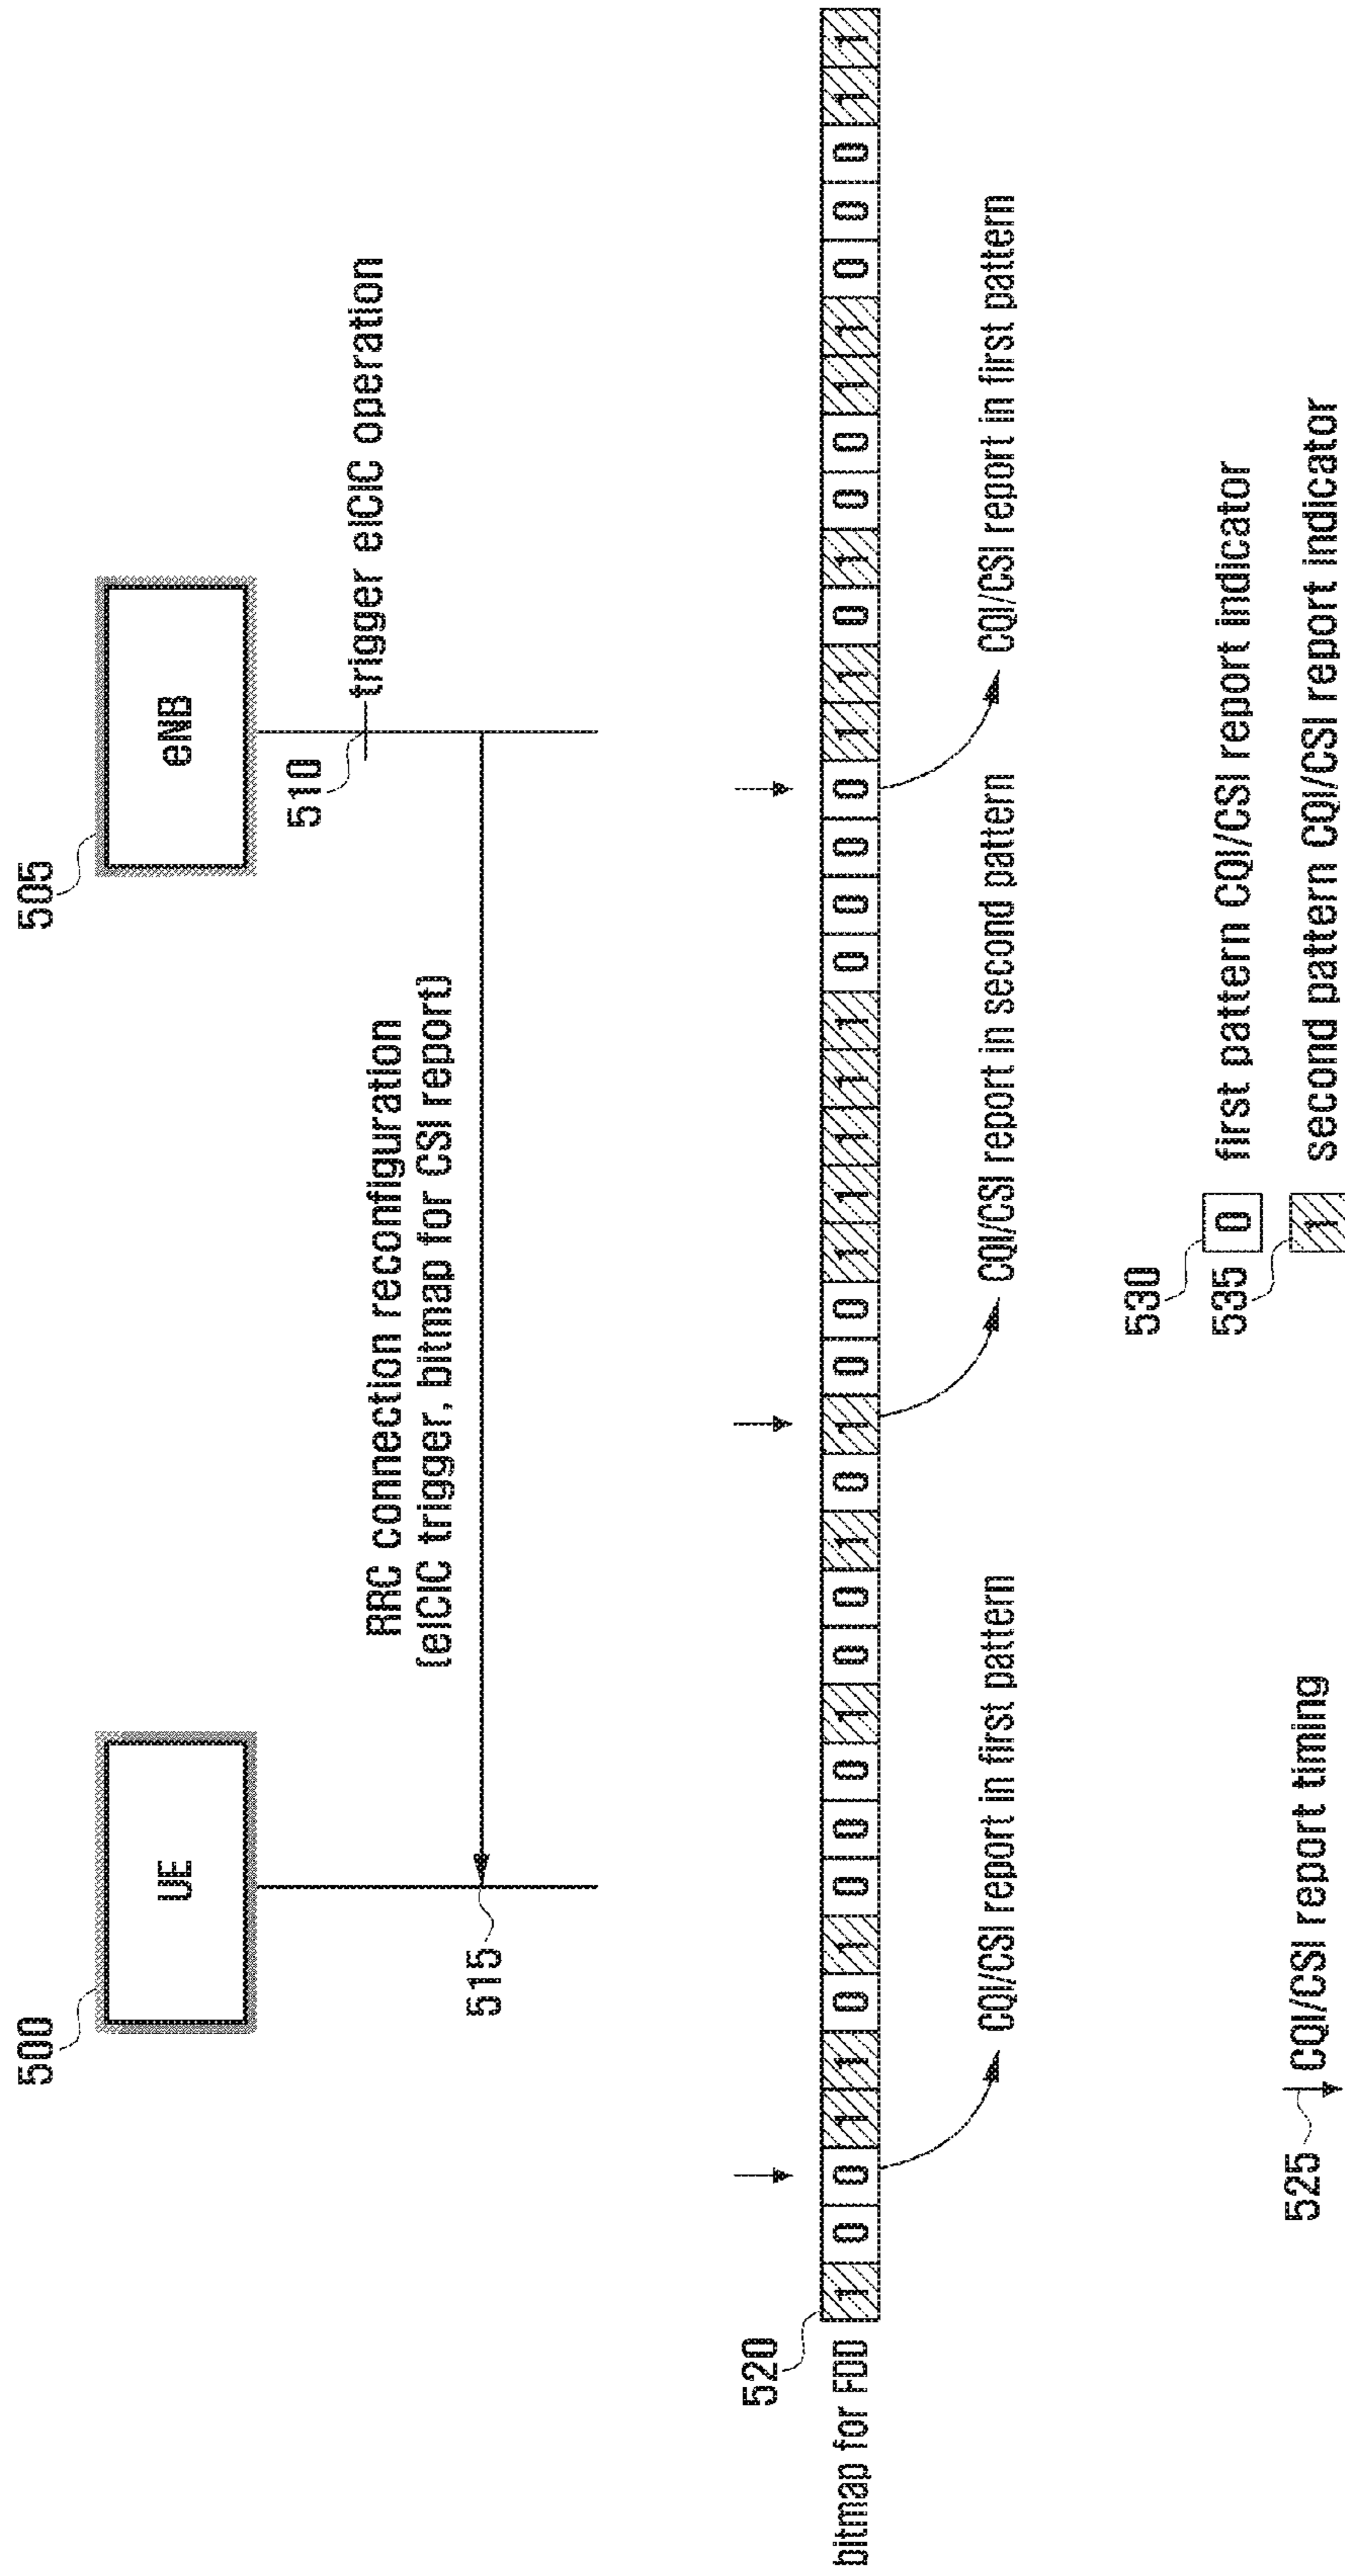 500
505
UE
eNB
510
trigger eICIC operation
RRC connection reconfiguration
(eICIC trigger, bitmap for CSI report)
515
520
bitmap for FDD
1 0 0 1 1 0 1 0 0 0 1 0 0 1 0 1 0 0 1 1 1 1 1 0 0 0 0 1 1 0 1 0 0 1 1 0 0 0 1 1
CQI/CSI report in first pattern
CQI/CSI report in second pattern
CQI/CSI report in first pattern
525
CQI/CSI report timing
530
0
first pattern CQI/CSI report indicator
535
1
second pattern CQI/CSI report indicator